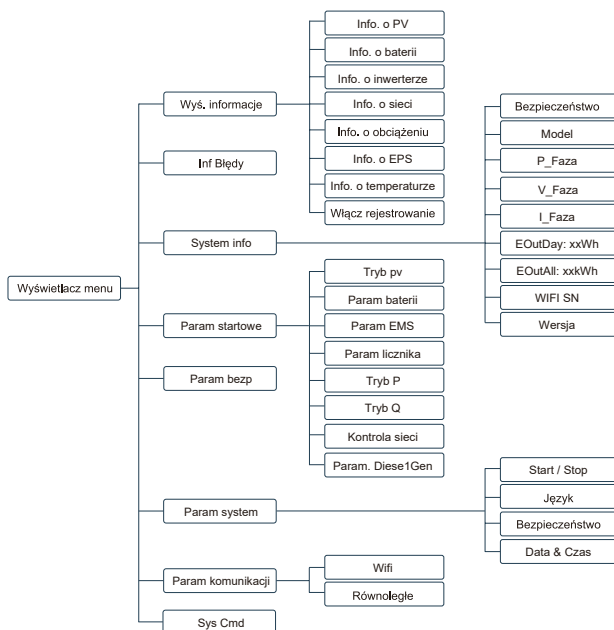 Wyświetlacz menu
Wyś. informacje
Info. o PV
Info. o baterii
Info. o inwerterze
Info. o sieci
Info. o obciążeniu
Info. o EPS
Info. o temperaturze
Włącz rejestrowanie
Inf Błędy
System info
Bezpieczeństwo
Model
P_Faza
V_Faza
I_Faza
EOutDay: xxWh
EOutAll: xxkWh
WIFI SN
Wersja
Param startowe
Tryb pv
Param baterii
Param EMS
Param licznika
Tryb P
Tryb Q
Kontrola sieci
Param. Diese1Gen
Param bezp
Param system
Start / Stop
Język
Bezpieczeństwo
Data & Czas
Param komunikacji
Wifi
Równoległe
Sys Cmd